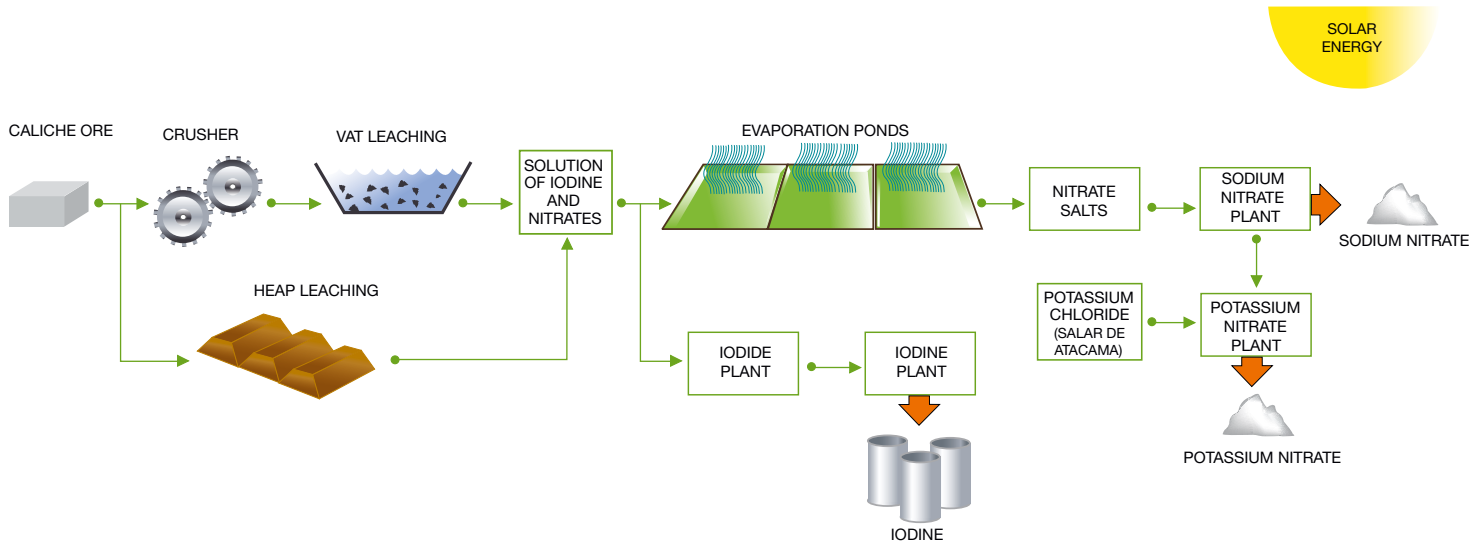 SOLAR
ENERGY
CALICHE ORE
CRUSHER
VAT LEACHING
EVAPORATION PONDS
SOLUTION
OF IODINE
AND
NITRATES
NITRATE
SALTS
SODIUM
NITRATE
PLANT
SODIUM NITRATE
HEAP LEACHING
POTASSIUM
CHLORIDE
(SALAR DE
ATACAMA)
POTASSIUM
NITRATE
PLANT
IODIDE
PLANT
IODINE
PLANT
POTASSIUM NITRATE
IODINE